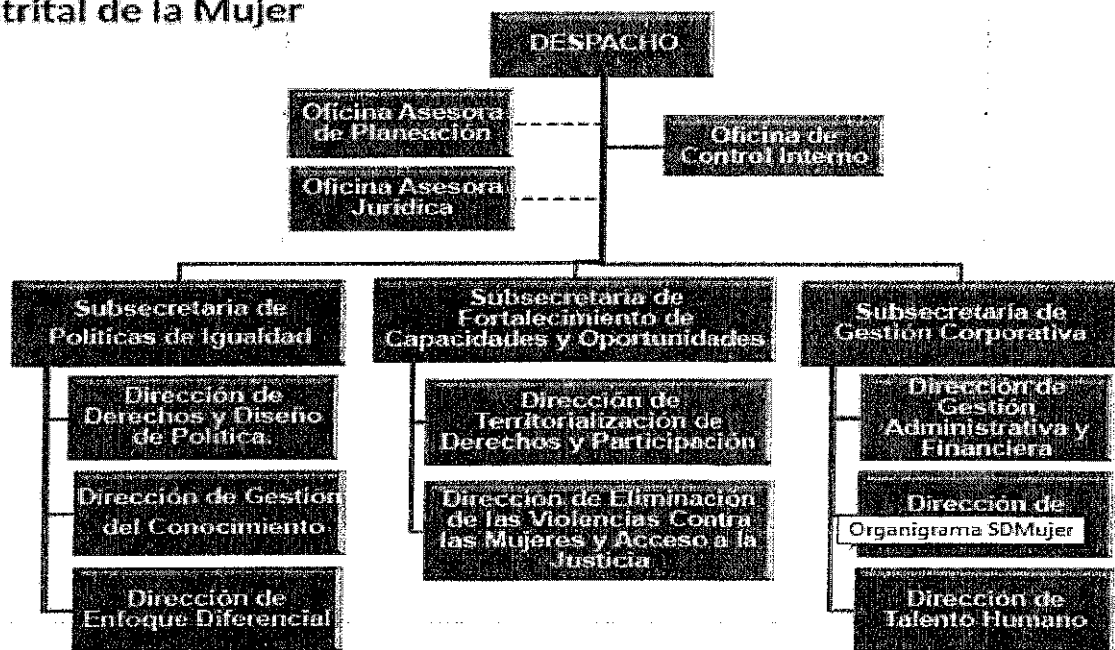 trital de la Mujer
DESPACHO
Oficina Asesora
de Planeación
Oficina de
Control Interno
Oficina Asesora
Jurídica
Subsecretaria de
Políticas de Igualdad
Subsecretaria de
Fortalecimiento de
Capacidades y Oportunidades
Subsecretaría de
Gestión Corporativa
Dirección de
Derechos y Diseño
de Política.
Dirección de
Territorialización de
Derechos y Participación
Dirección de
Gestión
Administrativa y
Financiera
Dirección de Gestión
del Conocimiento
Dirección de Eliminación
de las Violencias Contra
las Mujeres y Acceso a la
Justicia
Dirección de
Organigrama SDMujer
Dirección de
Enfoque Diferencial
Dirección de
Talento Humano